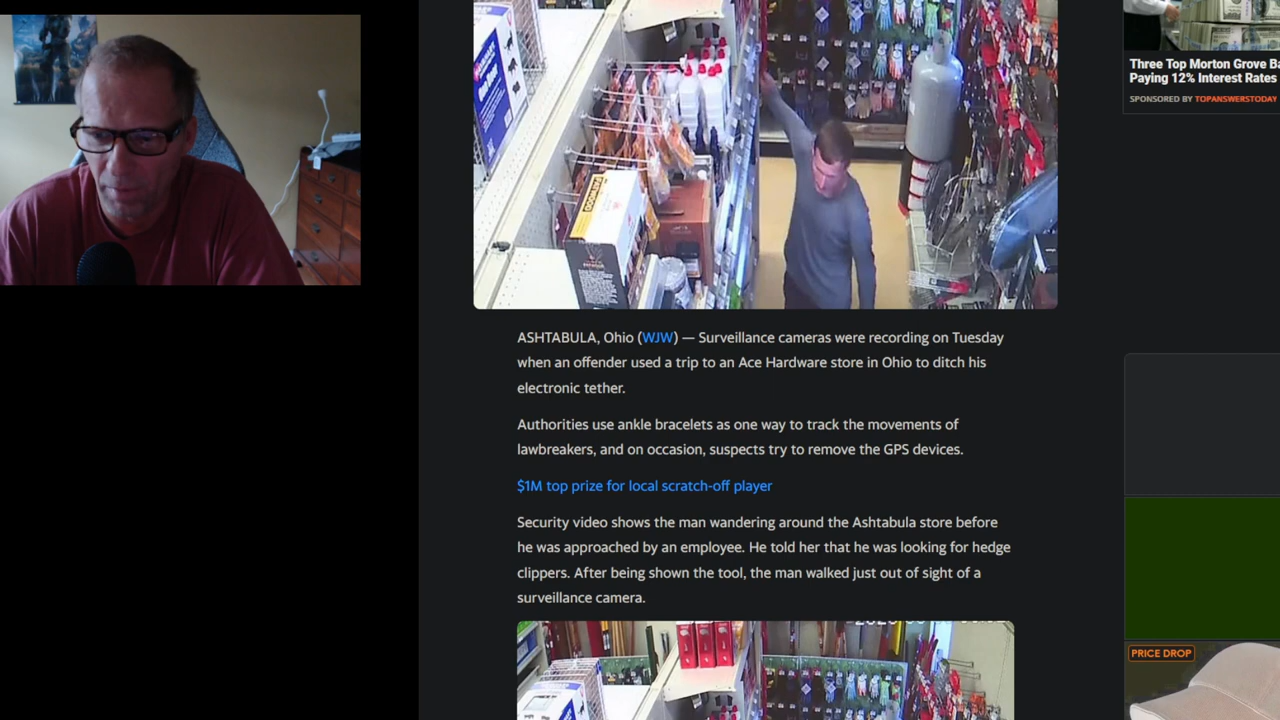 Three Top Morton Grove Ba
Paying 12% Interest Rates
SPONSORED BY TOPANSWERSTODAY
ASHTABULA, Ohio (WJW) — Surveillance cameras were recording on Tuesday
when an offender used a trip to an Ace Hardware store in Ohio to ditch his
electronic tether.
Authorities use ankle bracelets as one way to track the movements of
lawbreakers, and on occasion, suspects try to remove the GPS devices.
$1M top prize for local scratch-off player
Security video shows the man wandering around the Ashtabula store before
he was approached by an employee. He told her that he was looking for hedge
clippers. After being shown the tool, the man walked just out of sight of a
surveillance camera.
PRICE DROP